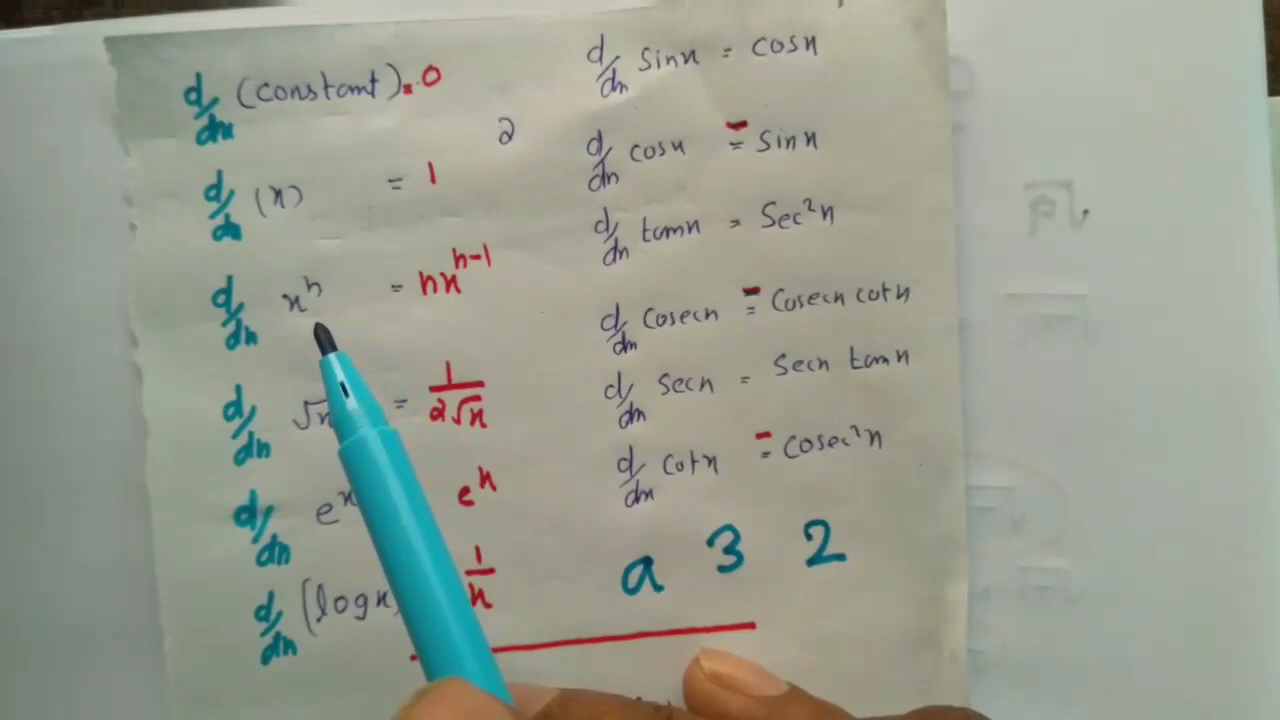 d/dx (constant) = 0
2
d/dx (x) = 1
d/dx xⁿ = nxⁿ⁻¹
d/dx √x = 1/2√x
d/dx eˣ eˣ
d/dx (logx 1/x
d/dx sinx = cosx
d/dx cosx = - sinx
d/dx tanx = Sec²x
d/dx cosecx = - cosecx cotx
d/dx secx = secx tanx
d/dx cotx = - cosec²x
a 3 2